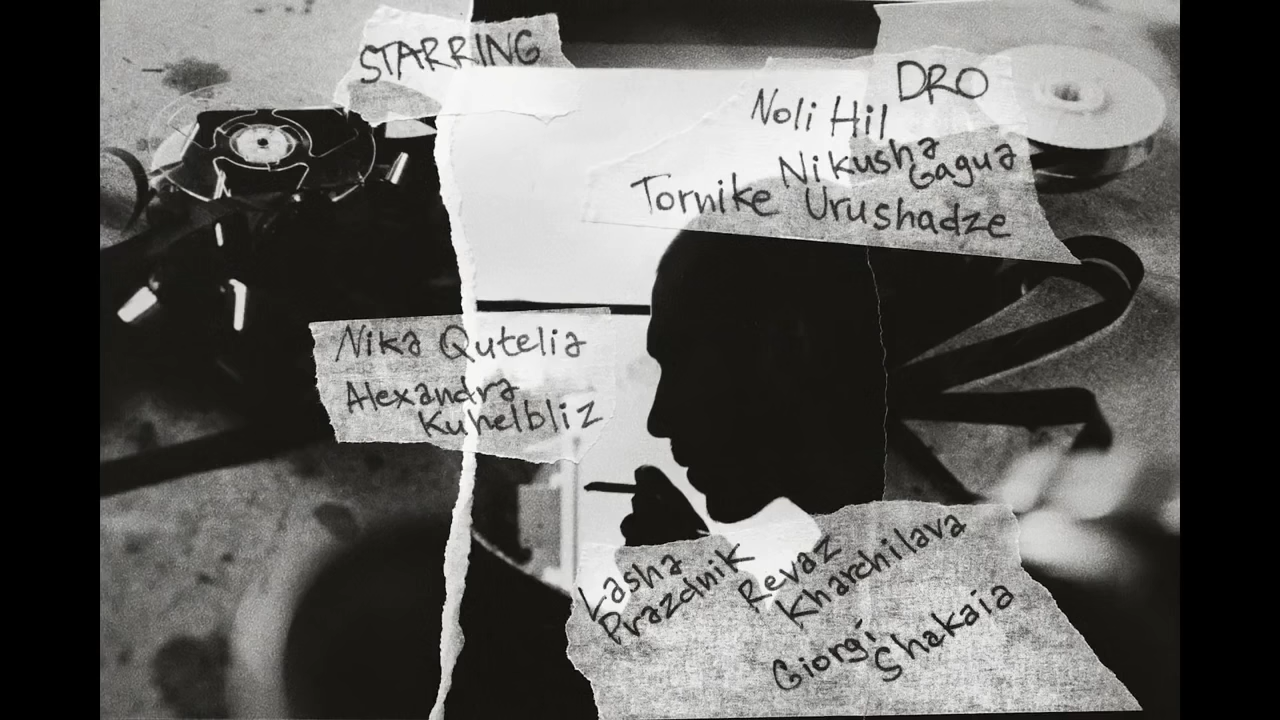 STARRING
DRO
Noli Hil
Nikusha
Gagua
Tornike Urushadze
Nika Qutelia
Alexandra
Kuhelbliz
Lasha
Prazdnik
Revaz
Kharchilava
Giorgi
Shakaia